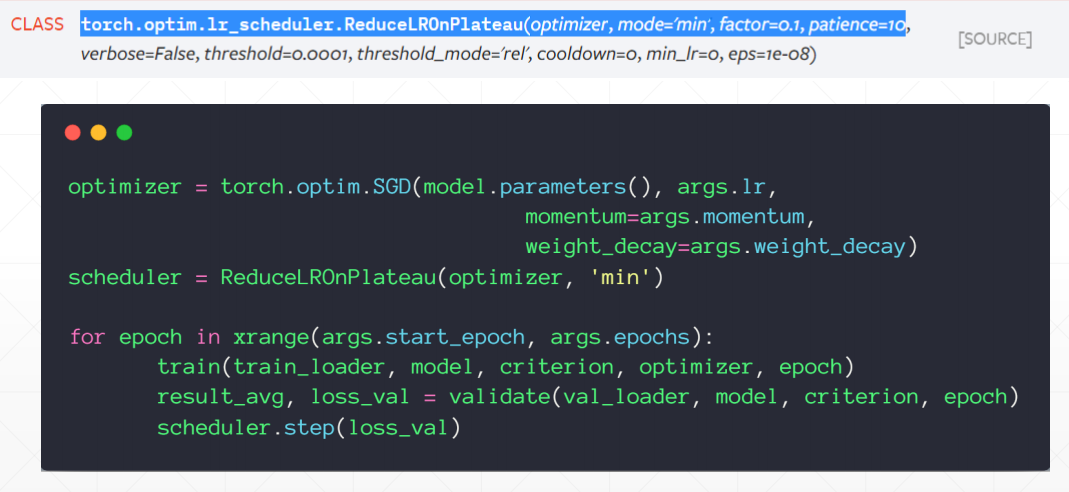 CLASS torch.optim.lr_scheduler.ReduceLROnPlateau(optimizer, mode='min', factor=0.1, patience=10,
verbose=False, threshold=0.0001, threshold_mode='rel', cooldown=0, min_lr=0, eps=1e-08)
[SOURCE]
optimizer = torch.optim.SGD(model.parameters(), args.lr,
momentum=args.momentum,
weight_decay=args.weight_decay)
scheduler = ReduceLROnPlateau(optimizer, 'min')
for epoch in xrange(args.start_epoch, args.epochs):
train(train_loader, model, criterion, optimizer, epoch)
result_avg, loss_val = validate(val_loader, model, criterion, epoch)
scheduler.step(loss_val)